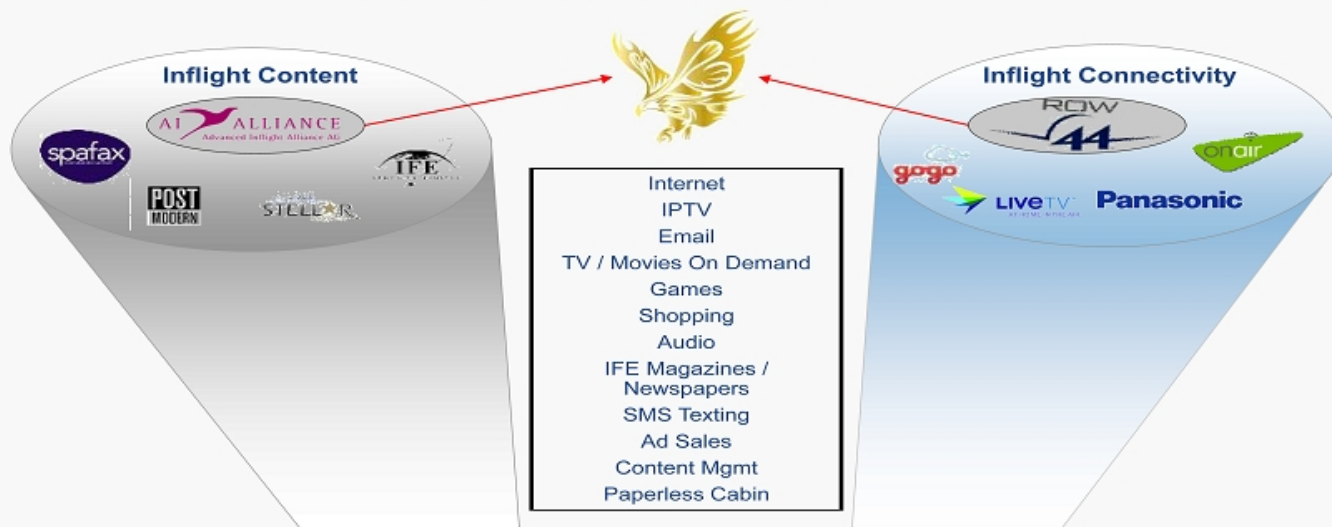 Inflight Content
AI ALLIANCE
Advanced Inflight Alliance AG
spafax
IFE
POST
MODERN
STELLAR
Internet
IPTV
Email
TV / Movies On Demand
Games
Shopping
Audio
IFE Magazines /
Newspapers
SMS Texting
Ad Sales
Content Mgmt
Paperless Cabin
Inflight Connectivity
ROW
44
gogo
onair
LIVETV
Panasonic